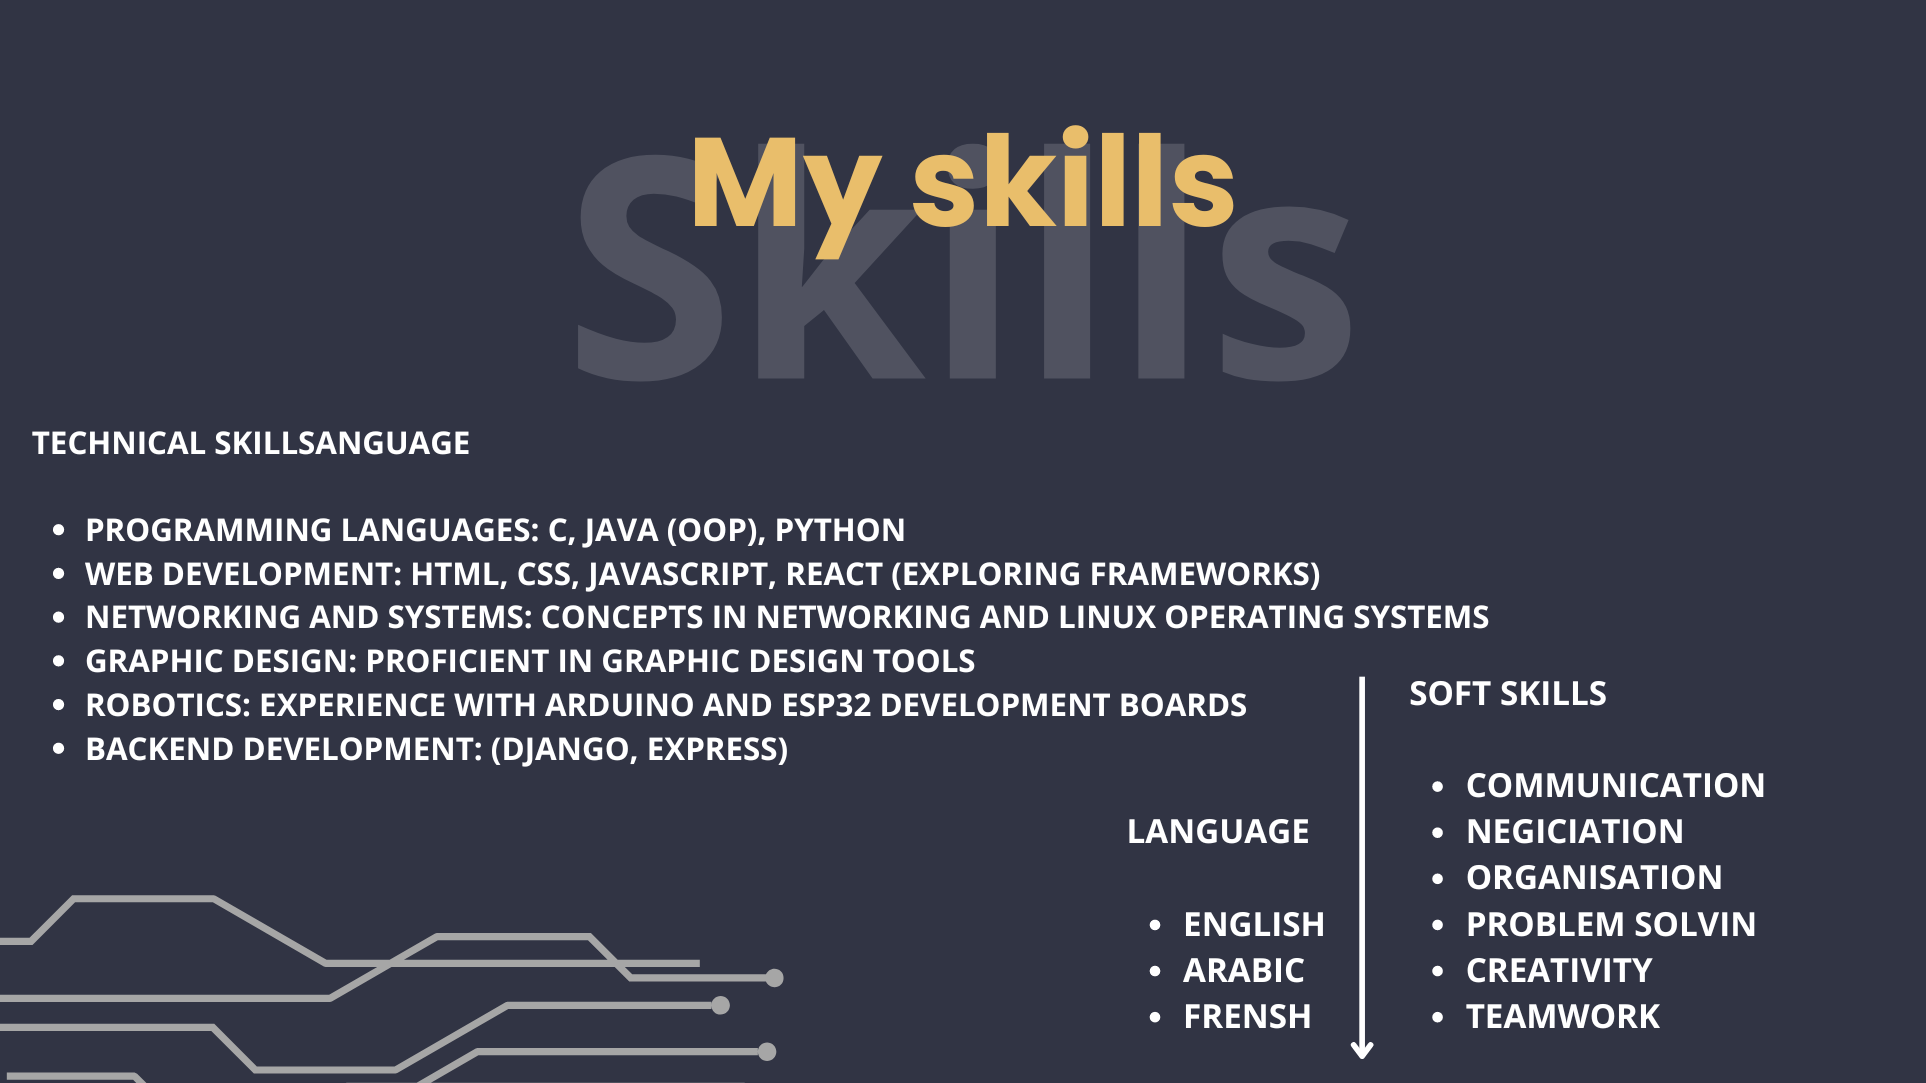 My skills
Skills
TECHNICAL SKILLSANGUAGE
• PROGRAMMING LANGUAGES: C, JAVA (OOP), PYTHON
• WEB DEVELOPMENT: HTML, CSS, JAVASCRIPT, REACT (EXPLORING FRAMEWORKS)
• NETWORKING AND SYSTEMS: CONCEPTS IN NETWORKING AND LINUX OPERATING SYSTEMS
• GRAPHIC DESIGN: PROFICIENT IN GRAPHIC DESIGN TOOLS
• ROBOTICS: EXPERIENCE WITH ARDUINO AND ESP32 DEVELOPMENT BOARDS
• BACKEND DEVELOPMENT: (DJANGO, EXPRESS)
LANGUAGE
• ENGLISH
• ARABIC
• FRENSH
SOFT SKILLS
• COMMUNICATION
• NEGICIATION
• ORGANISATION
• PROBLEM SOLVIN
• CREATIVITY
• TEAMWORK